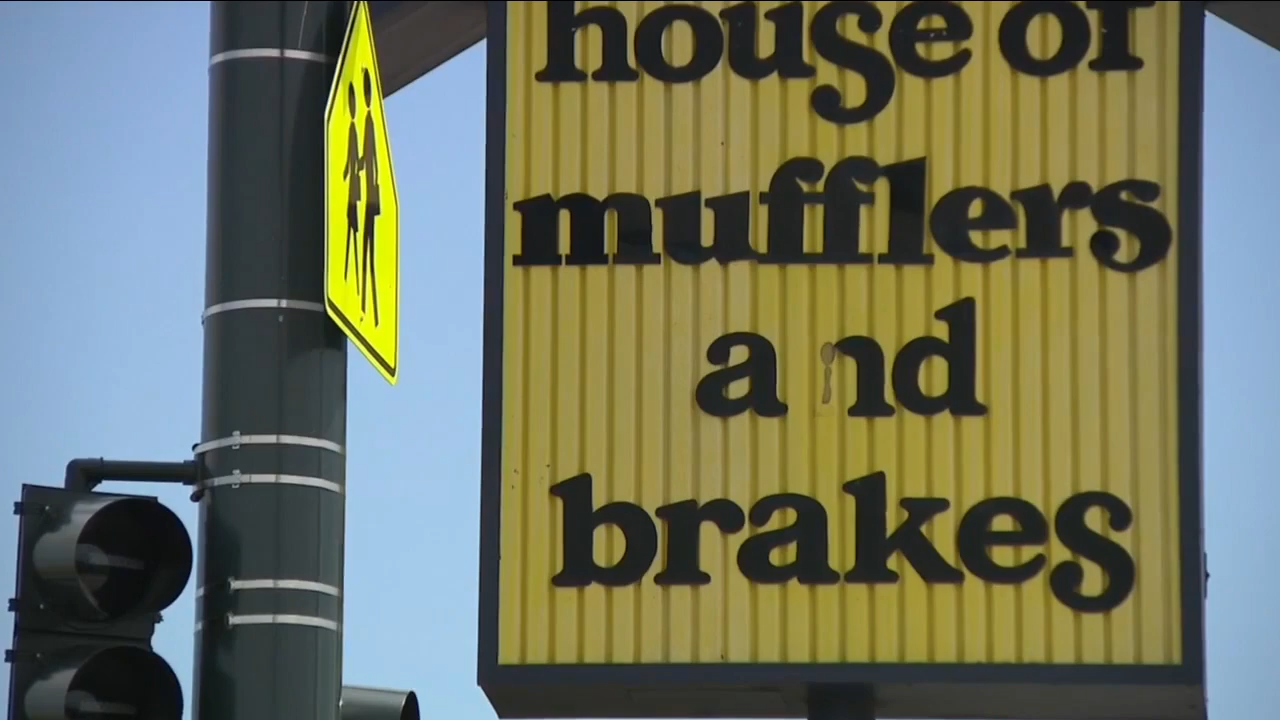 house of
mufflers
and
brakes